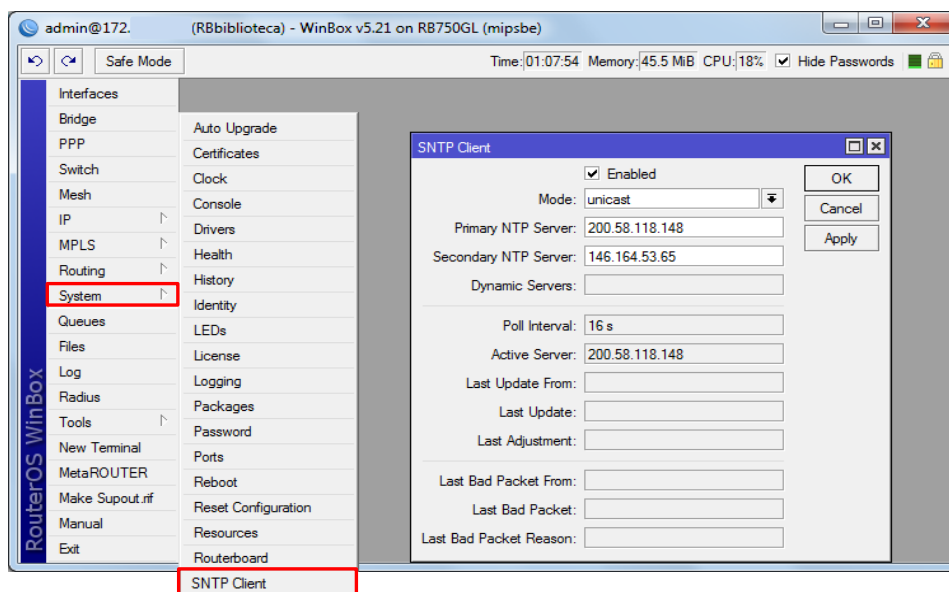 admin@172. (RBbiblioteca) - WinBox v5.21 on RB750GL (mipsbe)
Safe Mode
Time: 01:07:54 Memory: 45.5 MiB CPU: 18% Hide Passwords
RouterOS WinBox
Interfaces
Bridge
PPP
Switch
Mesh
IP
MPLS
Routing
System
Queues
Files
Log
Radius
Tools
New Terminal
MetaROUTER
Make Supout.rif
Manual
Exit
Auto Upgrade
Certificates
Clock
Console
Drivers
Health
History
Identity
LEDs
License
Logging
Packages
Password
Ports
Reboot
Reset Configuration
Resources
Routerboard
SNTP Client
SNTP Client
Enabled
Mode: unicast
Primary NTP Server: 200.58.118.148
Secondary NTP Server: 146.164.53.65
Dynamic Servers:
Poll Interval: 16 s
Active Server: 200.58.118.148
Last Update From:
Last Update:
Last Adjustment:
Last Bad Packet From:
Last Bad Packet:
Last Bad Packet Reason:
OK
Cancel
Apply